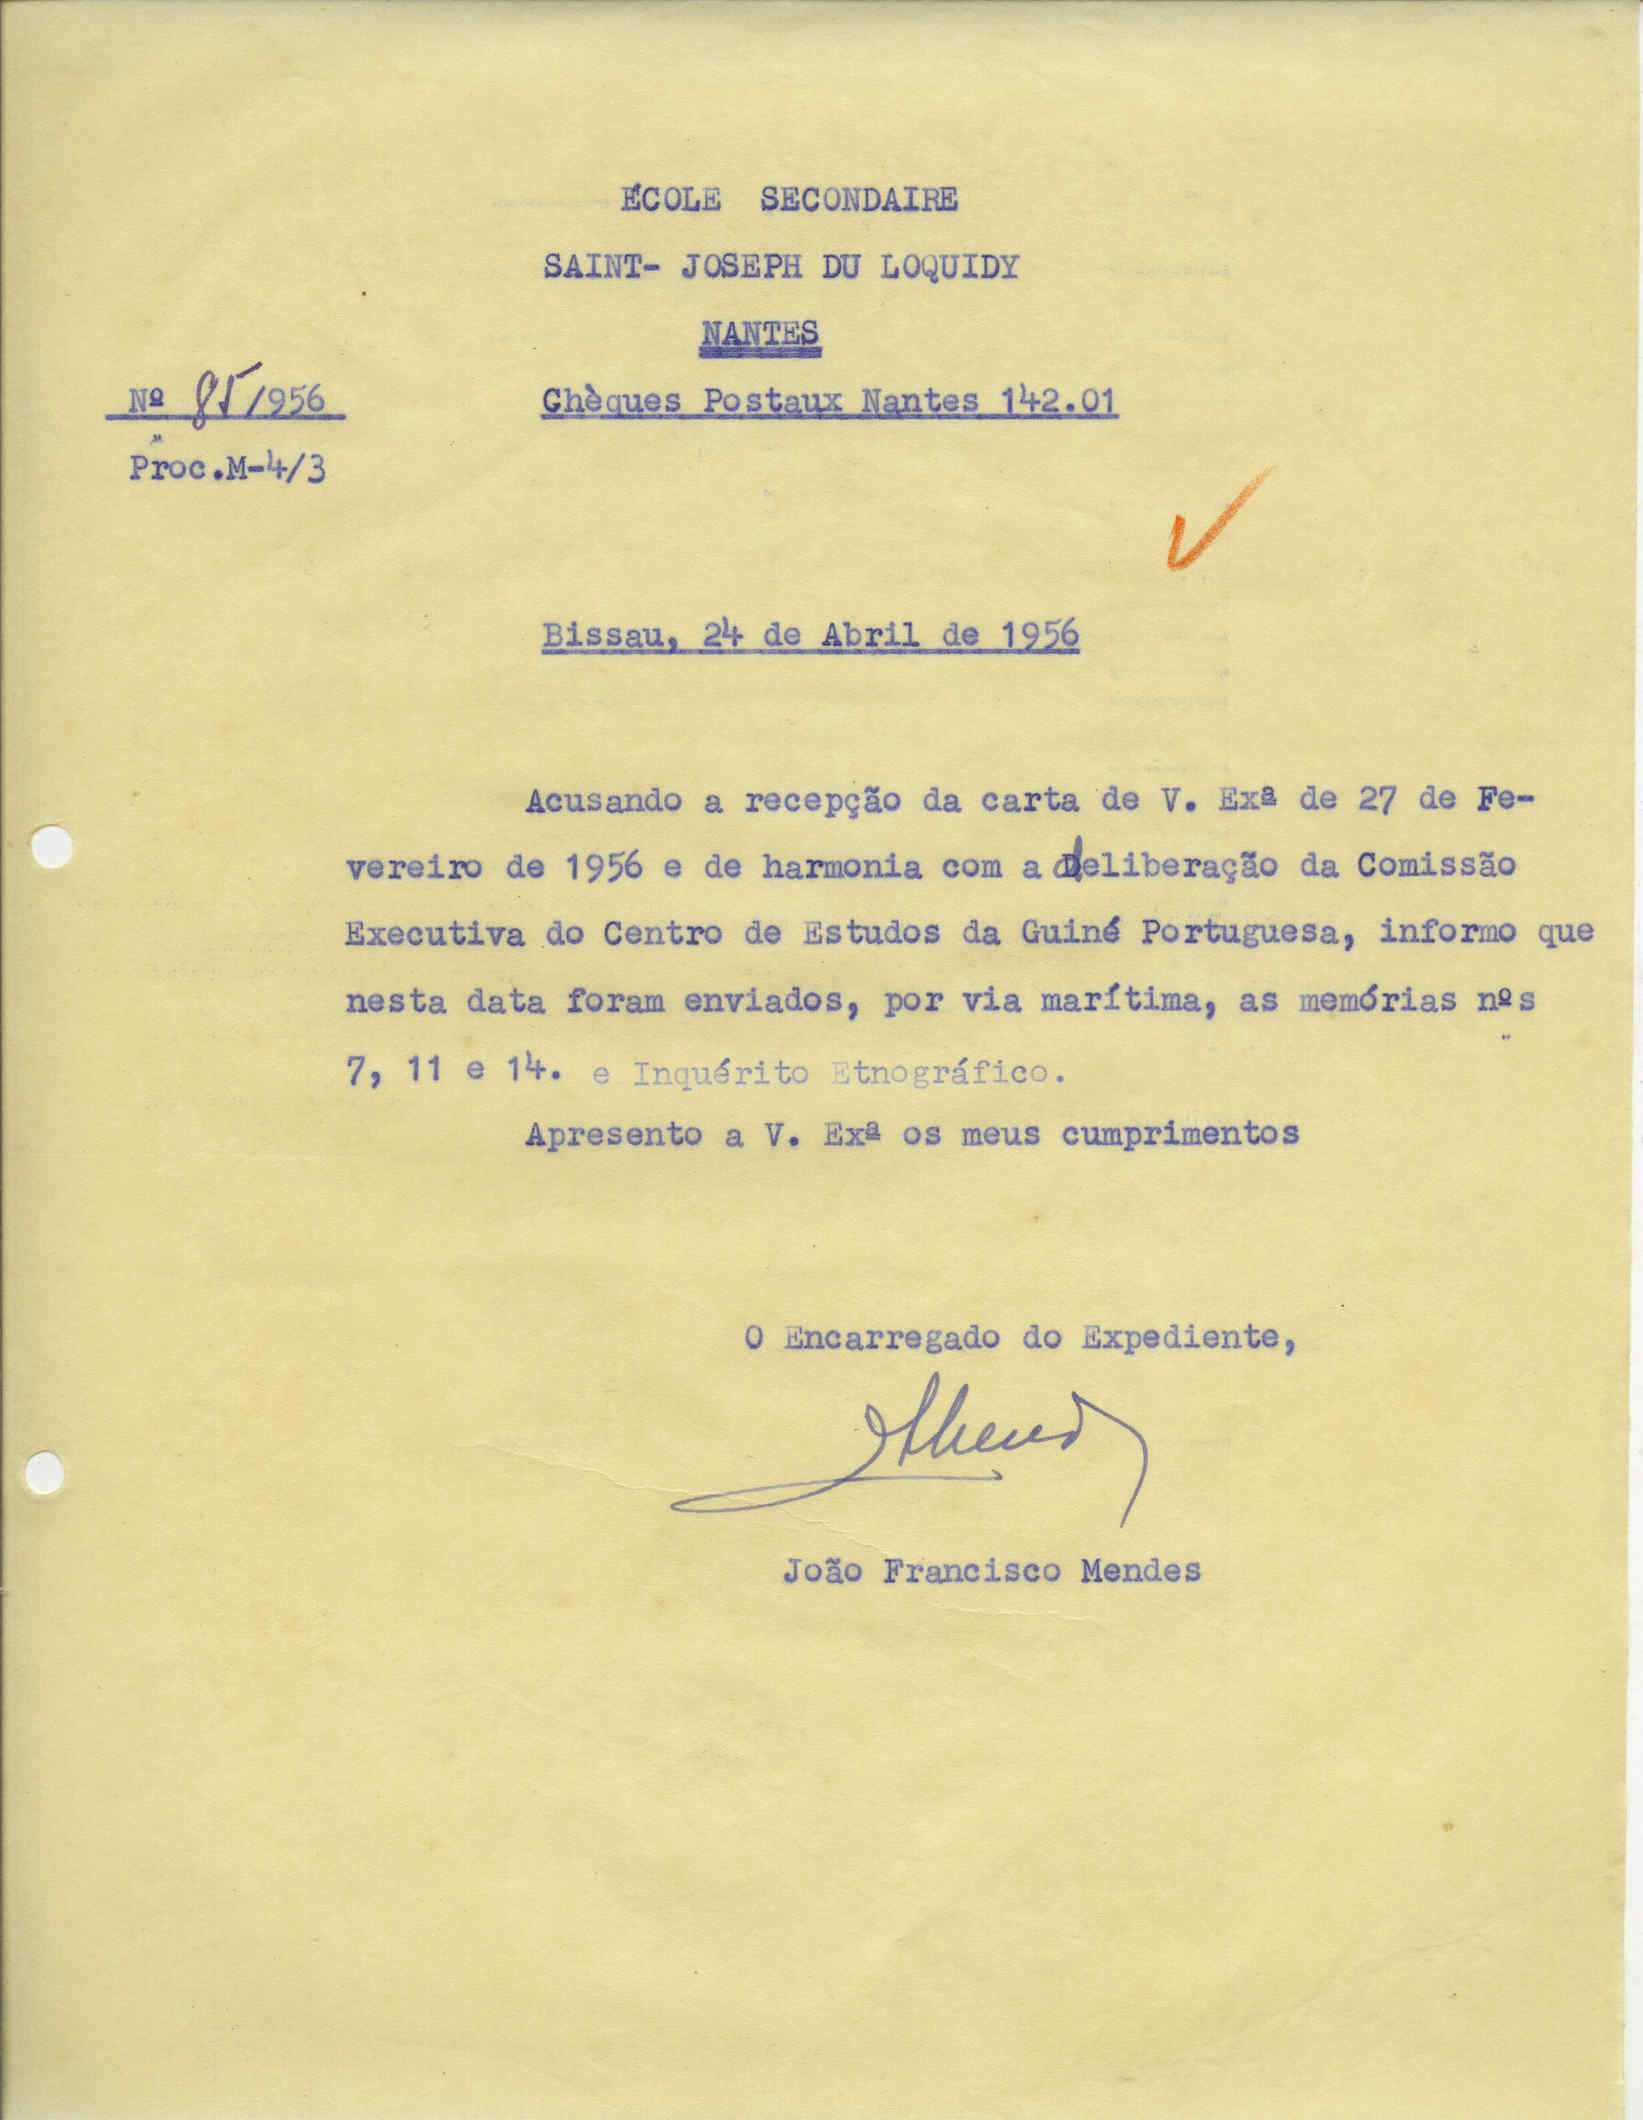 ÉCOLE SECONDAIRE
SAINT- JOSEPH DU LOQUIDY
NANTES
Nº 85/1956
Chèques Postaux Nantes 142.01
Proc.M-4/3
Bissau, 24 de Abril de 1956
Acusando a recepção da carta de V. Exª de 27 de Fe-
vereiro de 1956 e de harmonia com a deliberação da Comissão
Executiva do Centro de Estudos da Guiné Portuguesa, informo que
nesta data foram enviados, por via marítima, as memórias nºs
7, 11 e 14. e Inquérito Etnográfico.
Apresento a V. Exª os meus cumprimentos
O Encarregado do Expediente,
João Francisco Mendes